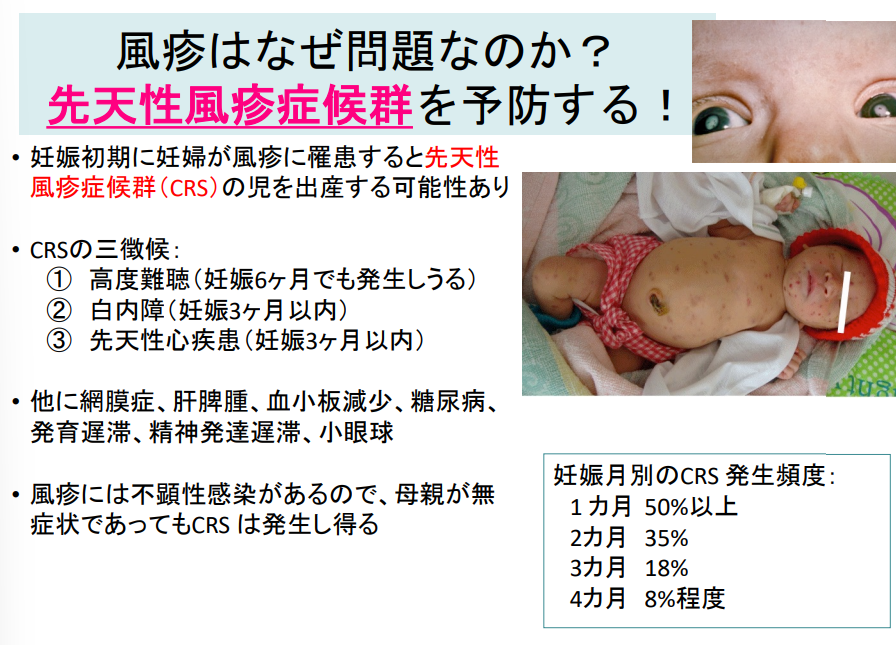 風疹はなぜ問題なのか？
先天性風疹症候群を予防する！
• 妊娠初期に妊婦が風疹に罹患すると先天性
風疹症候群（CRS）の児を出産する可能性あり
• CRSの三徴候：
① 高度難聴（妊娠6ヶ月でも発生しうる）
② 白内障（妊娠3ヶ月以内）
③ 先天性心疾患（妊娠3ヶ月以内）
• 他に網膜症、肝脾腫、血小板減少、糖尿病、
発育遅滞、精神発達遅滞、小眼球
• 風疹には不顕性感染があるので、母親が無
症状であってもCRS は発生し得る
妊娠月別のCRS 発生頻度：
1 カ月 50%以上
2カ月 35%
3カ月 18%
4カ月 8%程度